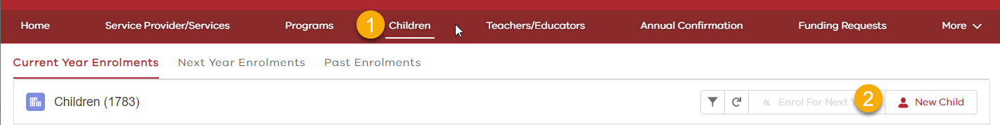 Home Service Provider/Services Programs 1 Children Teachers/Educators Annual Confirmation Funding Requests More
Current Year Enrolments Next Year Enrolments Past Enrolments
Children (1783) Enrol For Next 2 New Child